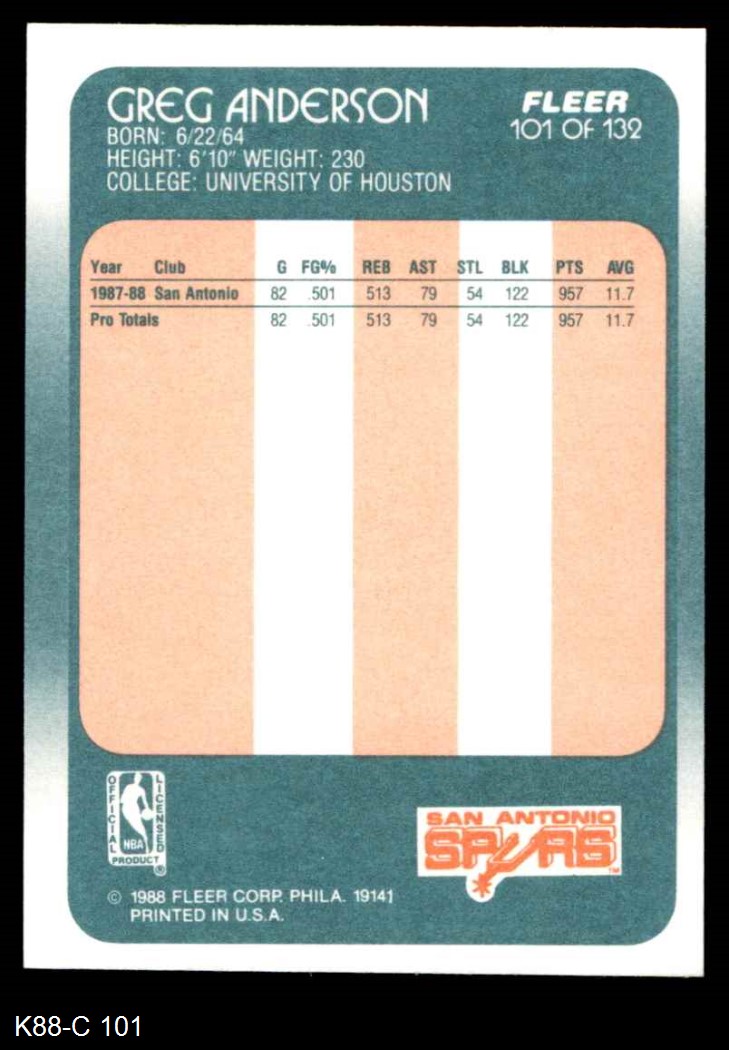 GREG ANDERSON
BORN: 6/22/64
HEIGHT: 6'10" WEIGHT: 230
COLLEGE: UNIVERSITY OF HOUSTON
FLEER
101 OF 132
Year Club G FG% REB AST STL BLK PTS AVG
1987-88 San Antonio 82 .501 513 79 54 122 957 11.7
Pro Totals 82 .501 513 79 54 122 957 11.7
OFFICIAL LICENSED
NBA
PRODUCT ®
SAN ANTONIO
SPURS TM
© 1988 FLEER CORP. PHILA. 19141
PRINTED IN U.S.A.
K88-C 101